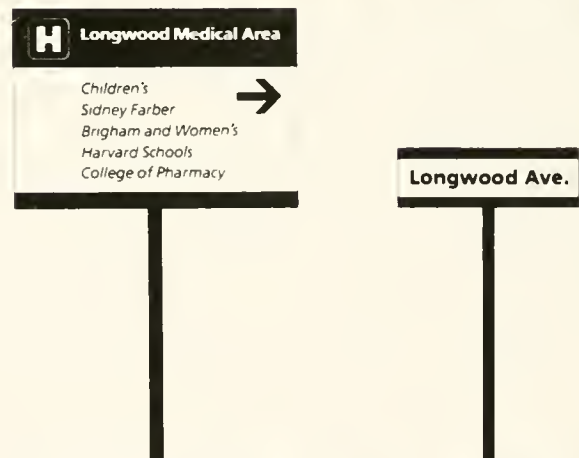 H Longwood Medical Area
Children's
Sidney Farber
Brigham and Women's
Harvard Schools
College of Pharmacy
Longwood Ave.